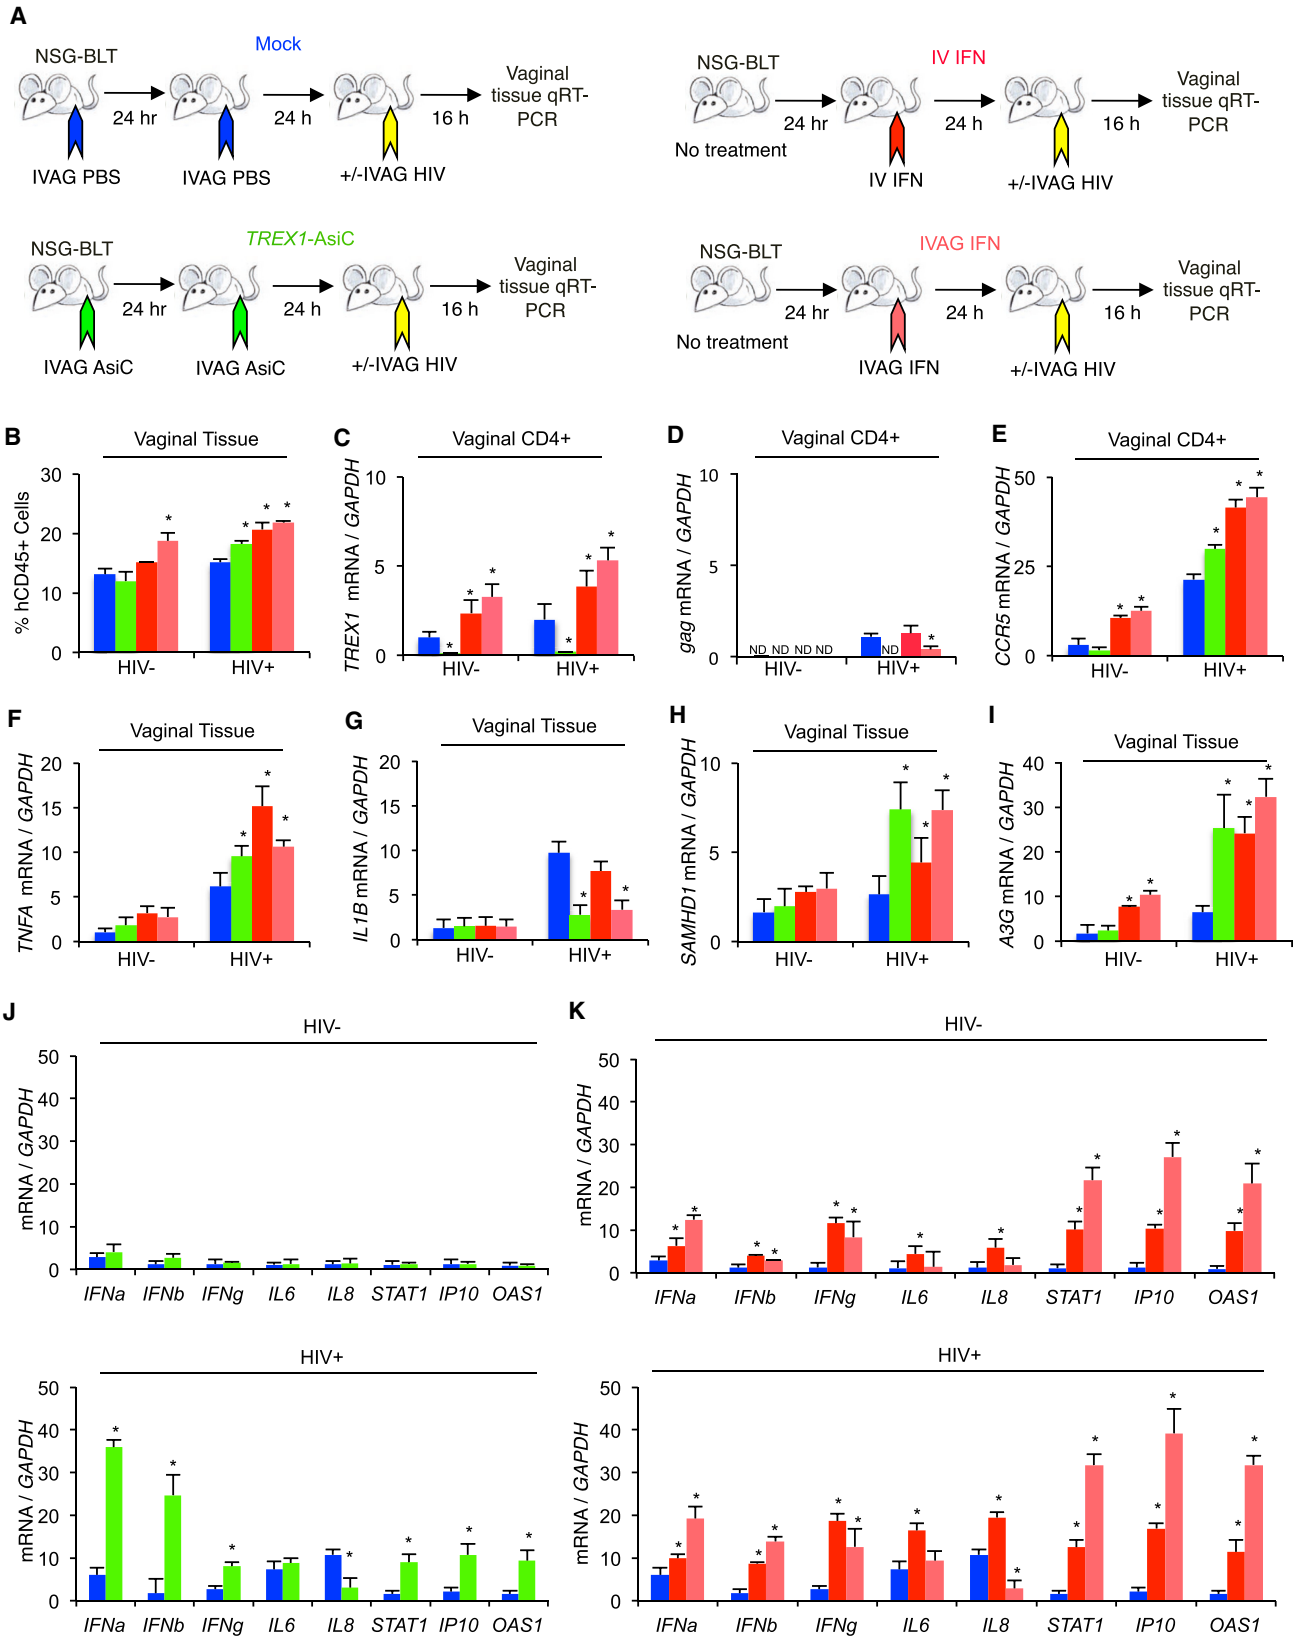 A
Mock
NSG-BLT
24 hr
24 h
16 h
Vaginal
tissue qRT-
PCR
IVAG PBS
IVAG PBS
+/-IVAG HIV
IV IFN
NSG-BLT
24 hr
24 h
16 h
Vaginal
tissue qRT-
PCR
No treatment
IV IFN
+/-IVAG HIV
TREX1-AsiC
NSG-BLT
24 hr
24 h
16 h
Vaginal
tissue qRT-
PCR
IVAG AsiC
IVAG AsiC
+/-IVAG HIV
IVAG IFN
NSG-BLT
24 hr
24 h
16 h
Vaginal
tissue qRT-
PCR
No treatment
IVAG IFN
+/-IVAG HIV
B
Vaginal Tissue
% hCD45+ Cells
30
20
10
0
* * * *
HIV- HIV+
C
Vaginal CD4+
TREX1 mRNA / GAPDH
10
5
0
* * * * * *
HIV- HIV+
D
Vaginal CD4+
gag mRNA / GAPDH
10
5
0
ND ND ND ND ND *
HIV- HIV+
E
Vaginal CD4+
CCR5 mRNA / GAPDH
50
25
0
* * * * *
HIV- HIV+
F
Vaginal Tissue
TNFA mRNA / GAPDH
20
15
10
5
0
* * *
HIV- HIV+
G
Vaginal Tissue
IL1B mRNA / GAPDH
20
15
10
5
0
* *
HIV- HIV+
H
Vaginal Tissue
SAMHD1 mRNA / GAPDH
10
5
0
* * *
HIV- HIV+
I
Vaginal Tissue
A3G mRNA / GAPDH
40
30
20
10
0
* * * * *
HIV- HIV+
J
HIV-
mRNA / GAPDH
50
40
30
20
10
0
IFNa IFNb IFNg IL6 IL8 STAT1 IP10 OAS1
HIV+
mRNA / GAPDH
50
40
30
20
10
0
* * * * * * *
IFNa IFNb IFNg IL6 IL8 STAT1 IP10 OAS1
K
HIV-
mRNA / GAPDH
50
40
30
20
10
0
* * * * * * * * * * * * * *
IFNa IFNb IFNg IL6 IL8 STAT1 IP10 OAS1
HIV+
mRNA / GAPDH
50
40
30
20
10
0
* * * * * * * * * * * * * * *
IFNa IFNb IFNg IL6 IL8 STAT1 IP10 OAS1